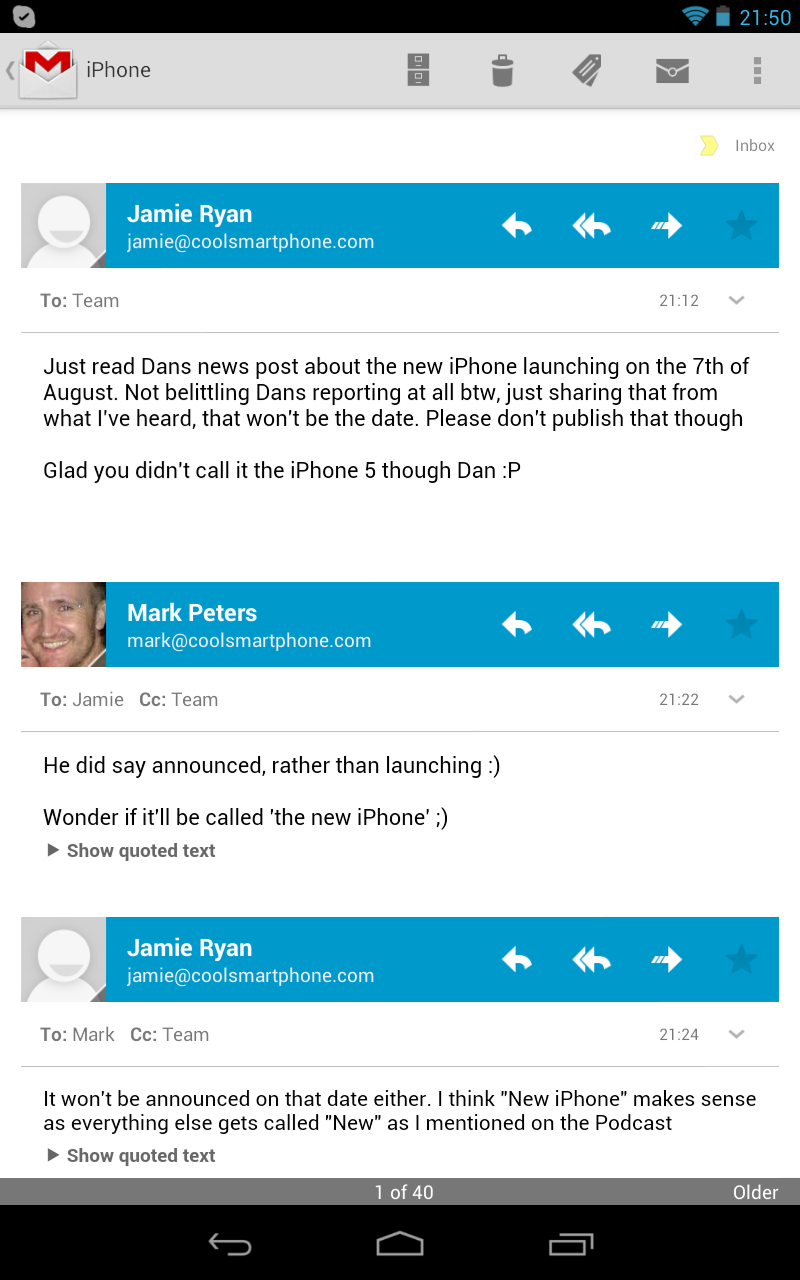 21:50
iPhone
Inbox
Jamie Ryan
jamie@coolsmartphone.com
To: Team 21:12
Just read Dans news post about the new iPhone launching on the 7th of
August. Not belittling Dans reporting at all btw, just sharing that from
what I've heard, that won't be the date. Please don't publish that though
Glad you didn't call it the iPhone 5 though Dan :P
Mark Peters
mark@coolsmartphone.com
To: Jamie Cc: Team 21:22
He did say announced, rather than launching :)
Wonder if it'll be called 'the new iPhone' ;)
Show quoted text
Jamie Ryan
jamie@coolsmartphone.com
To: Mark Cc: Team 21:24
It won't be announced on that date either. I think "New iPhone" makes sense
as everything else gets called "New" as I mentioned on the Podcast
Show quoted text
1 of 40 Older